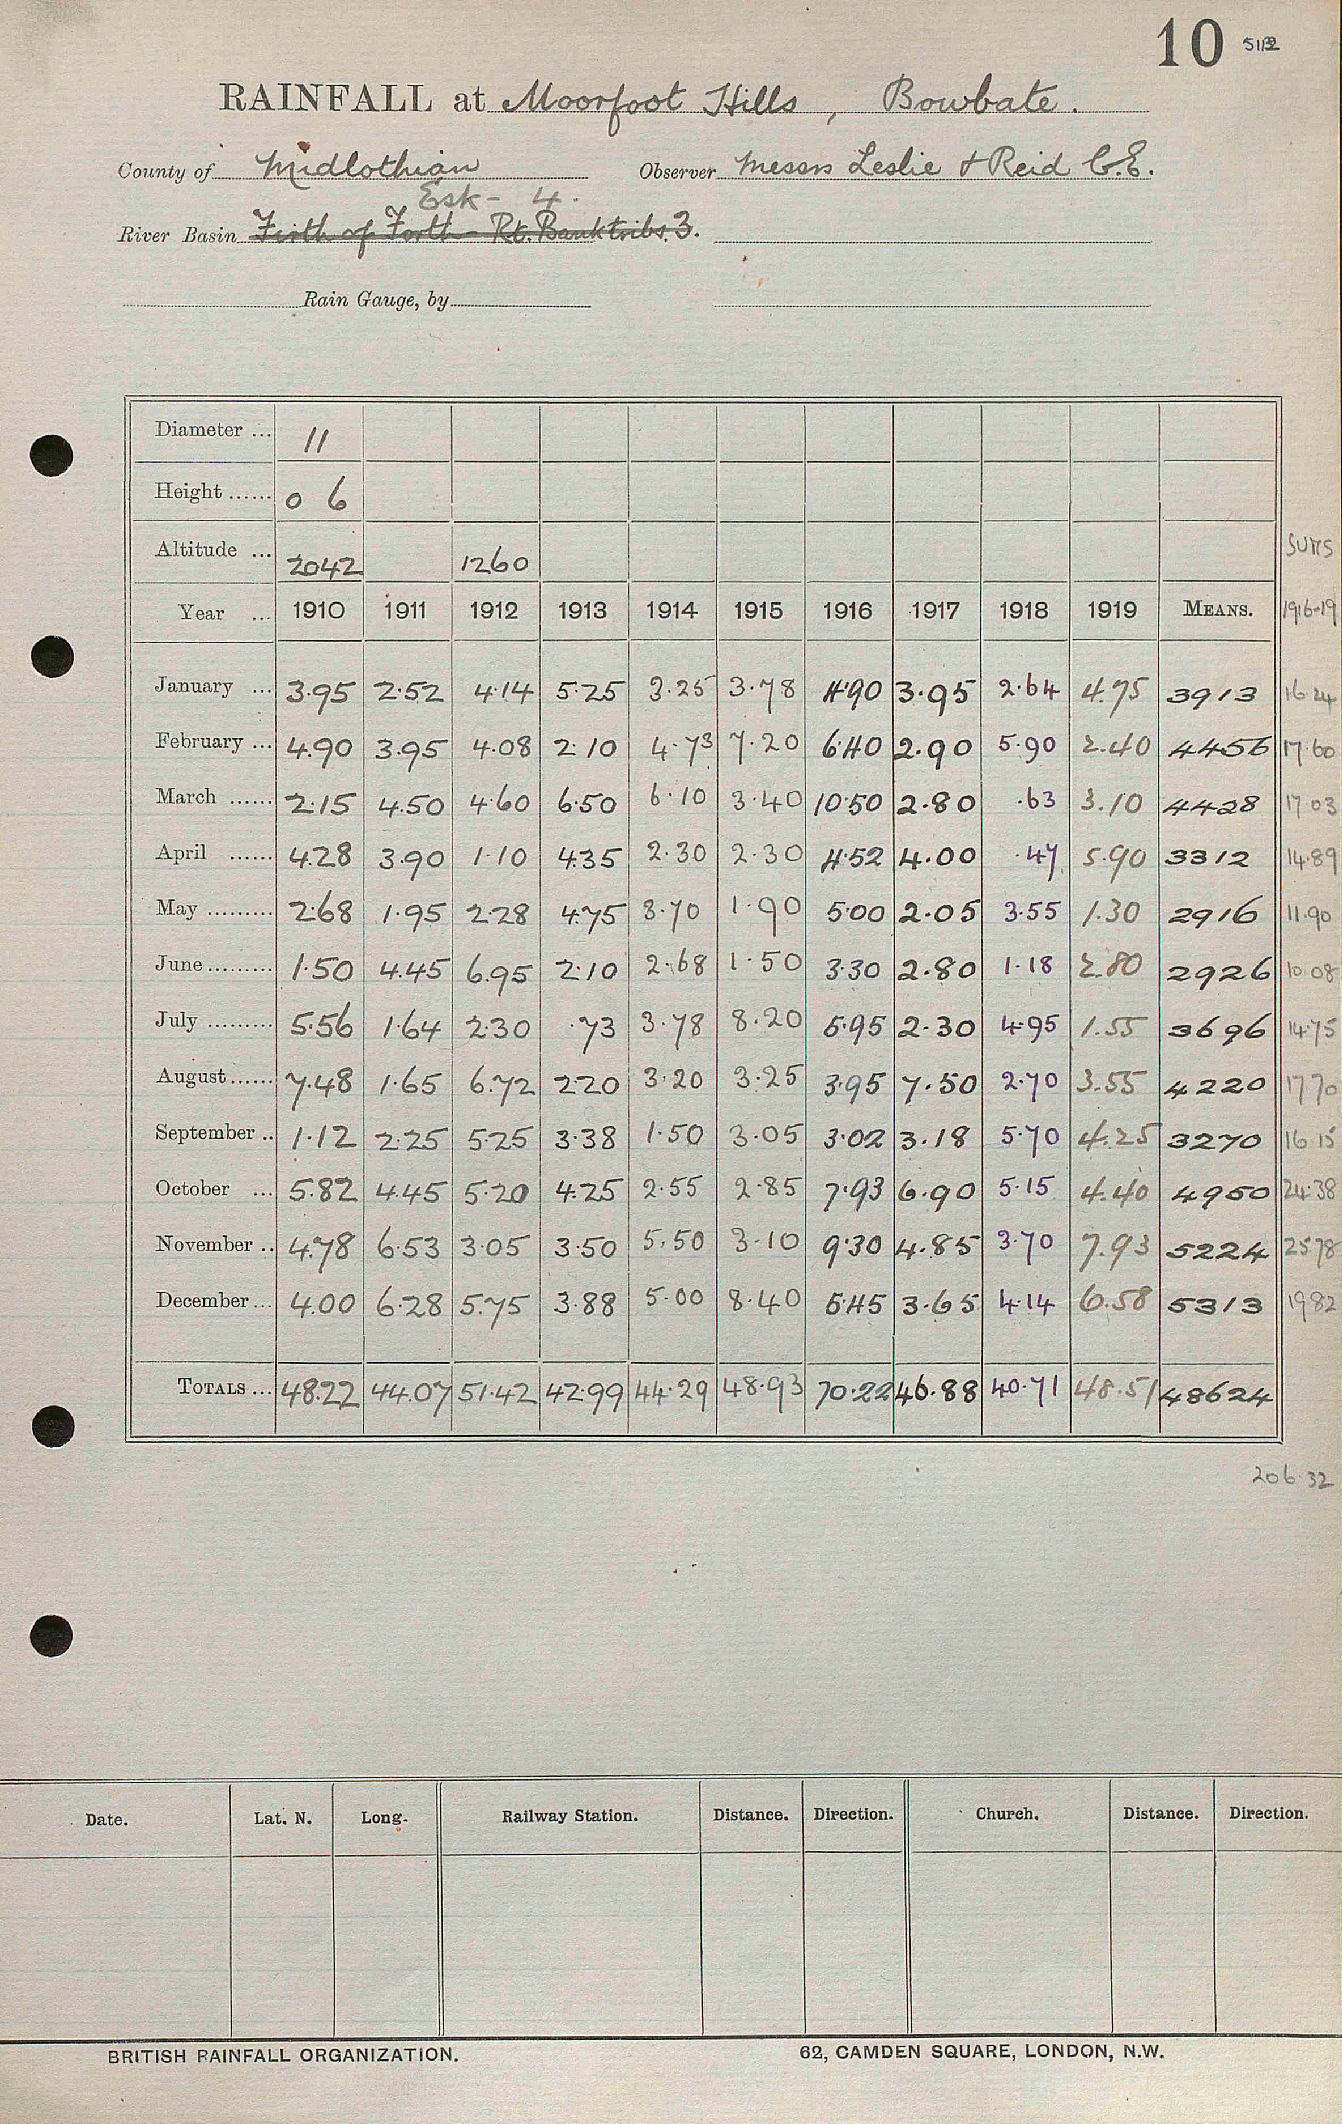 10 5112
RAINFALL at Moorfoot Hills, Bowbate.
County of Midlothian Observer Messrs Leslie & Reid C.E.
Esk - 4.
River Basin Firth of Forth - Rt. Bank tribs. 3.
Rain Gauge, by
Diameter ... 11
Height ...... 0 6
Altitude ... 2042 1260 SUMS
Year ... 1910 1911 1912 1913 1914 1915 1916 1917 1918 1919 MEANS. 1916-19
January ... 3.95 2.52 4.14 5.25 3.25 3.78 4.90 3.95 2.64 4.75 3913 16.24
February ... 4.90 3.95 4.08 2.10 4.73 7.20 6.40 2.90 5.90 2.40 4456 17.60
March ...... 2.15 4.50 4.60 6.50 6.10 3.40 10.50 2.80 .63 3.10 4428 17.03
April ...... 4.28 3.90 1.10 4.35 2.30 2.30 4.52 4.00 .47 5.90 3312 14.89
May ......... 2.68 1.95 2.28 4.75 3.70 1.90 5.00 2.05 3.55 1.30 2916 11.90
June ......... 1.50 4.45 6.95 2.10 2.68 1.50 3.30 2.80 1.18 2.80 2926 10.08
July ......... 5.56 1.64 2.30 .73 3.78 8.20 5.95 2.30 4.95 1.55 3696 14.75
August ...... 7.48 1.65 6.72 2.20 3.20 3.25 3.95 7.50 2.70 3.55 4220 17.70
September .. 1.12 2.25 5.25 3.38 1.50 3.05 3.02 3.18 5.70 4.25 3270 16.15
October ... 5.82 4.45 5.20 4.25 2.55 2.85 7.93 6.90 5.15 4.40 4950 24.38
November .. 4.78 6.53 3.05 3.50 5.50 3.10 9.30 4.85 3.70 7.93 5224 25.78
December ... 4.00 6.28 5.75 3.88 5.00 8.40 5.45 3.65 4.14 6.58 5313 19.82
TOTALS ... 48.22 44.07 51.42 42.99 44.29 48.93 70.22 46.88 40.71 48.51 48624
206.32
Date. Lat. N. Long. Railway Station. Distance. Direction. Church. Distance. Direction.
BRITISH RAINFALL ORGANIZATION. 62, CAMDEN SQUARE, LONDON, N.W.